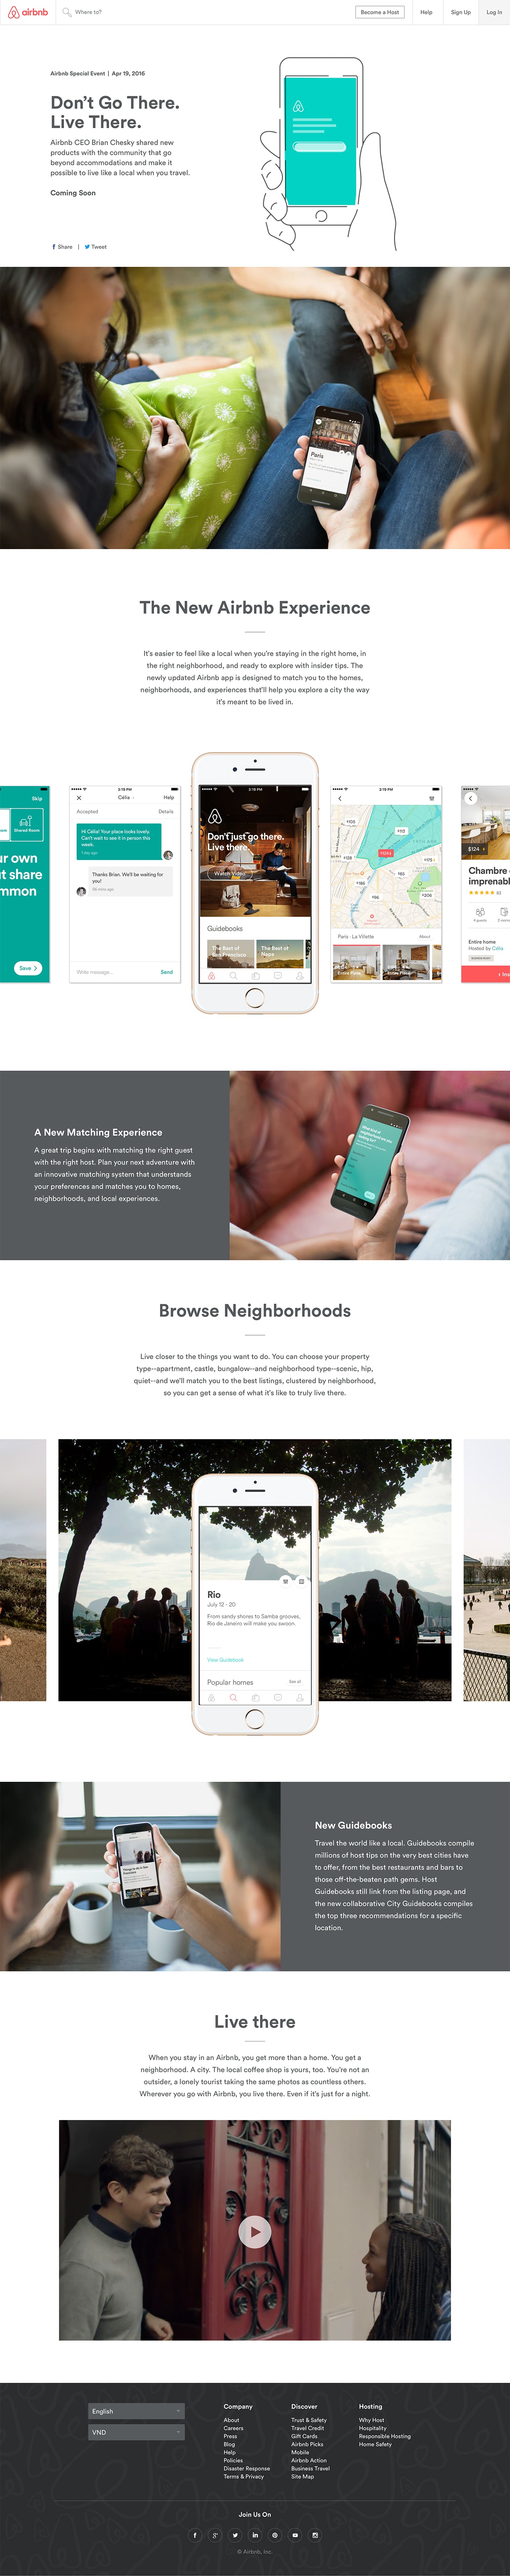 airbnb
Where to?
Become a Host
Help
Sign Up
Log In
Airbnb Special Event | Apr 19, 2016
Don't Go There.
Live There.
Airbnb CEO Brian Chesky shared new
products with the community that go
beyond accommodations and make it
possible to live like a local when you travel.
Coming Soon
Share | Tweet
Paris
The New Airbnb Experience
It's easier to feel like a local when you're staying in the right home, in
the right neighborhood, and ready to explore with insider tips. The
newly updated Airbnb app is designed to match you to the homes,
neighborhoods, and experiences that'll help you explore a city the way
it's meant to be lived in.
Skip
Shared Room
ur own
t share
mmon
Save
3:19 PM
Célia
Help
Accepted
Details
Hi Célia! Your place looks lovely.
Can't wait to see it in person this
week.
1 day ago
Thanks Brian. We'll be waiting for
you!
Write message...
Send
3:19 PM
Don't just go there.
Live there.
Watch Video
Guidebooks
The Best of
San Francisco
The Best of
Napa
3:19 PM
Paris · La Villette
About
$124
Chambre
imprenabl
Entire home
Hosted by Célia
A New Matching Experience
A great trip begins with matching the right guest
with the right host. Plan your next adventure with
an innovative matching system that understands
your preferences and matches you to homes,
neighborhoods, and local experiences.
Browse Neighborhoods
Live closer to the things you want to do. You can choose your property
type--apartment, castle, bungalow--and neighborhood type--scenic, hip,
quiet--and we'll match you to the best listings, clustered by neighborhood,
so you can get a sense of what it's like to truly live there.
Rio
July 12 - 20
From sandy shores to Samba grooves,
Rio de Janeiro will make you swoon.
View Guidebook
Popular homes
See all
New Guidebooks
Travel the world like a local. Guidebooks compile
millions of host tips on the very best cities have
to offer, from the best restaurants and bars to
those off-the-beaten path gems. Host
Guidebooks still link from the listing page, and
the new collaborative City Guidebooks compiles
the top three recommendations for a specific
location.
Live there
When you stay in an Airbnb, you get more than a home. You get a
neighborhood. A city. The local coffee shop is yours, too. You're not an
outsider, a lonely tourist taking the same photos as countless others.
Wherever you go with Airbnb, you live there. Even if it's just for a night.
English
VND
Company
About
Careers
Press
Blog
Help
Policies
Disaster Response
Terms & Privacy
Discover
Trust & Safety
Travel Credit
Gift Cards
Airbnb Picks
Mobile
Airbnb Action
Business Travel
Site Map
Hosting
Why Host
Hospitality
Responsible Hosting
Home Safety
Join Us On
© Airbnb, Inc.